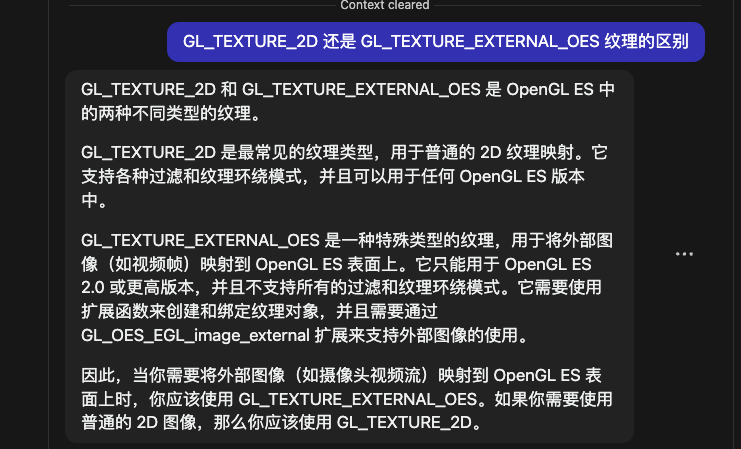 Context cleared
GL_TEXTURE_2D 还是 GL_TEXTURE_EXTERNAL_OES 纹理的区别
GL_TEXTURE_2D 和 GL_TEXTURE_EXTERNAL_OES 是 OpenGL ES 中
的两种不同类型的纹理。
GL_TEXTURE_2D 是最常见的纹理类型，用于普通的 2D 纹理映射。它
支持各种过滤和纹理环绕模式，并且可以用于任何 OpenGL ES 版本
中。
GL_TEXTURE_EXTERNAL_OES 是一种特殊类型的纹理，用于将外部图
像（如视频帧）映射到 OpenGL ES 表面上。它只能用于 OpenGL ES
2.0 或更高版本，并且不支持所有的过滤和纹理环绕模式。它需要使用
扩展函数来创建和绑定纹理对象，并且需要通过
GL_OES_EGL_image_external 扩展来支持外部图像的使用。
因此，当你需要将外部图像（如摄像头视频流）映射到 OpenGL ES 表
面上时，你应该使用 GL_TEXTURE_EXTERNAL_OES。如果你需要使用
普通的 2D 图像，那么你应该使用 GL_TEXTURE_2D。